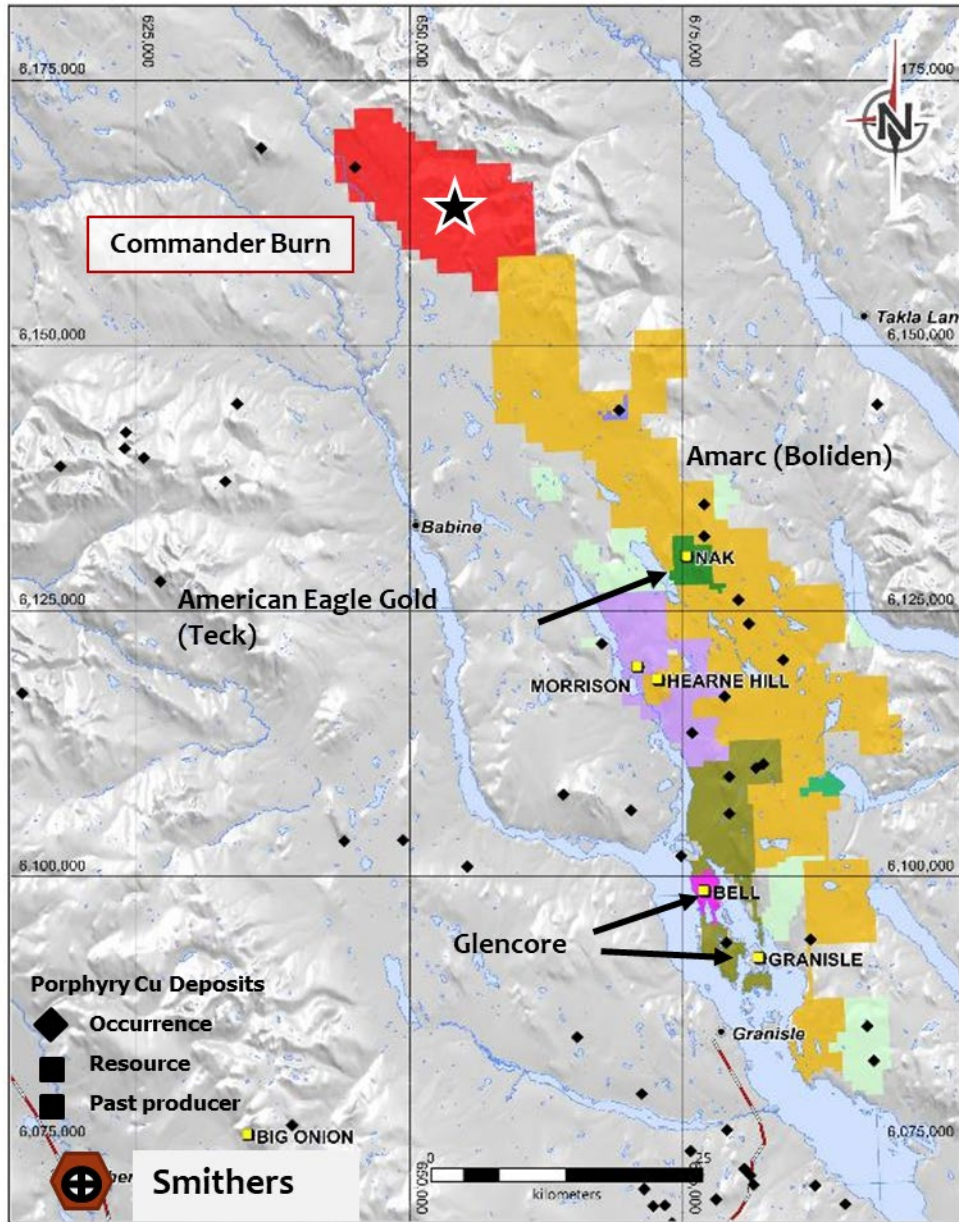 625,000
650,000
675,000
6,175,000
175,000
N
Commander Burn
6,150,000
6,150,000
Takla Lan
Amarc (Boliden)
Babine
NAK
American Eagle Gold
(Teck)
6,125,000
6,125,000
MORRISON
HEARNE HILL
6,100,000
6,100,000
BELL
Glencore
GRANISLE
Porphyry Cu Deposits
Occurrence
Resource
Past producer
Granisle
6,075,000
6,075,000
BIG ONION
0
25
kilometers
Smithers